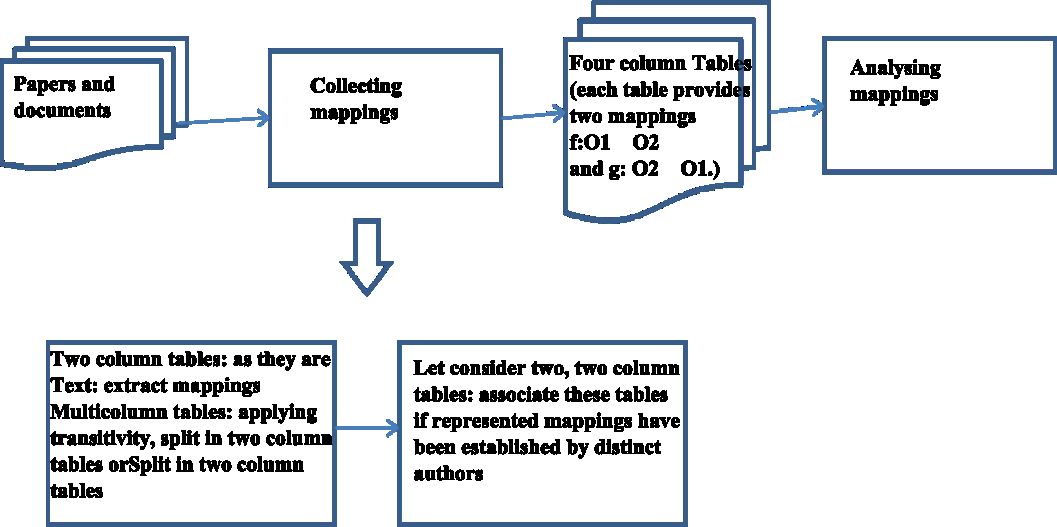 Papers and
documents
Collecting
mappings
Four column Tables
(each table provides
two mappings
f:O1 O2
and g: O2 O1.)
Analysing
mappings
Two column tables: as they are
Text: extract mappings
Multicolumn tables: applying
transitivity, split in two column
tables orSplit in two column
tables
Let consider two, two column
tables: associate these tables
if represented mappings have
been established by distinct
authors